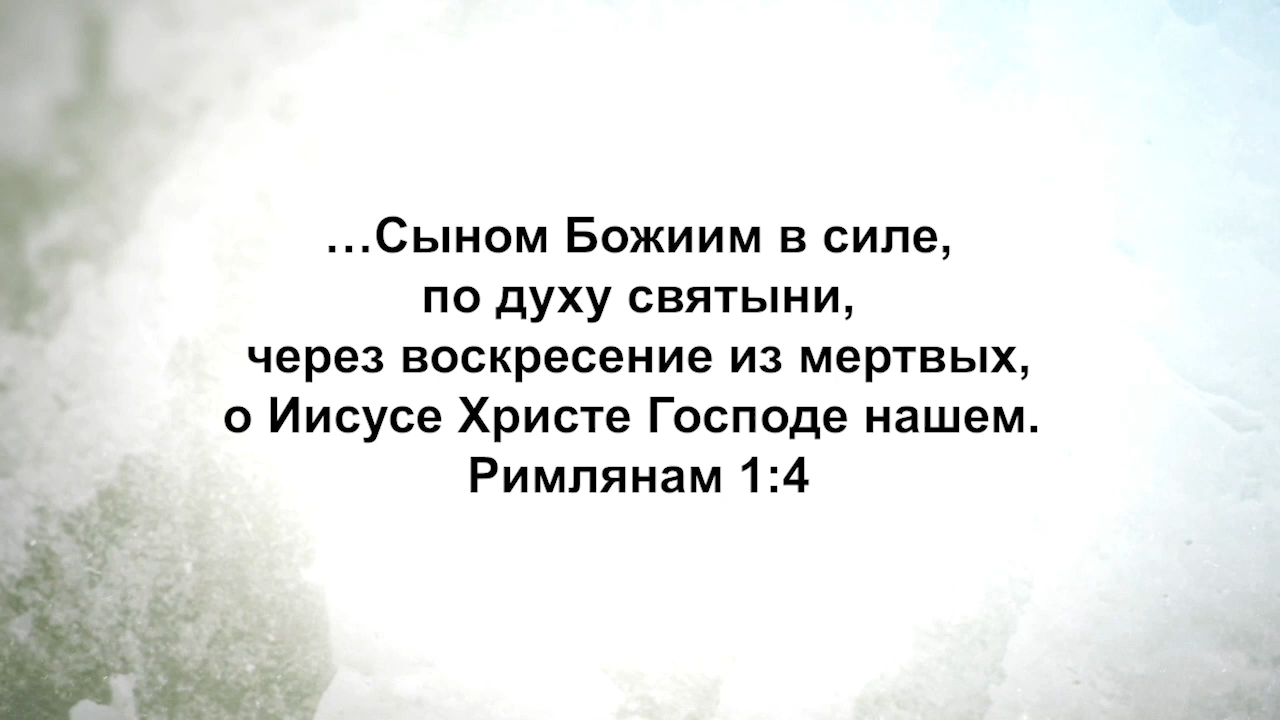 …Сыном Божиим в силе,
по духу святыни,
через воскресение из мертвых,
о Иисусе Христе Господе нашем.
Римлянам 1:4